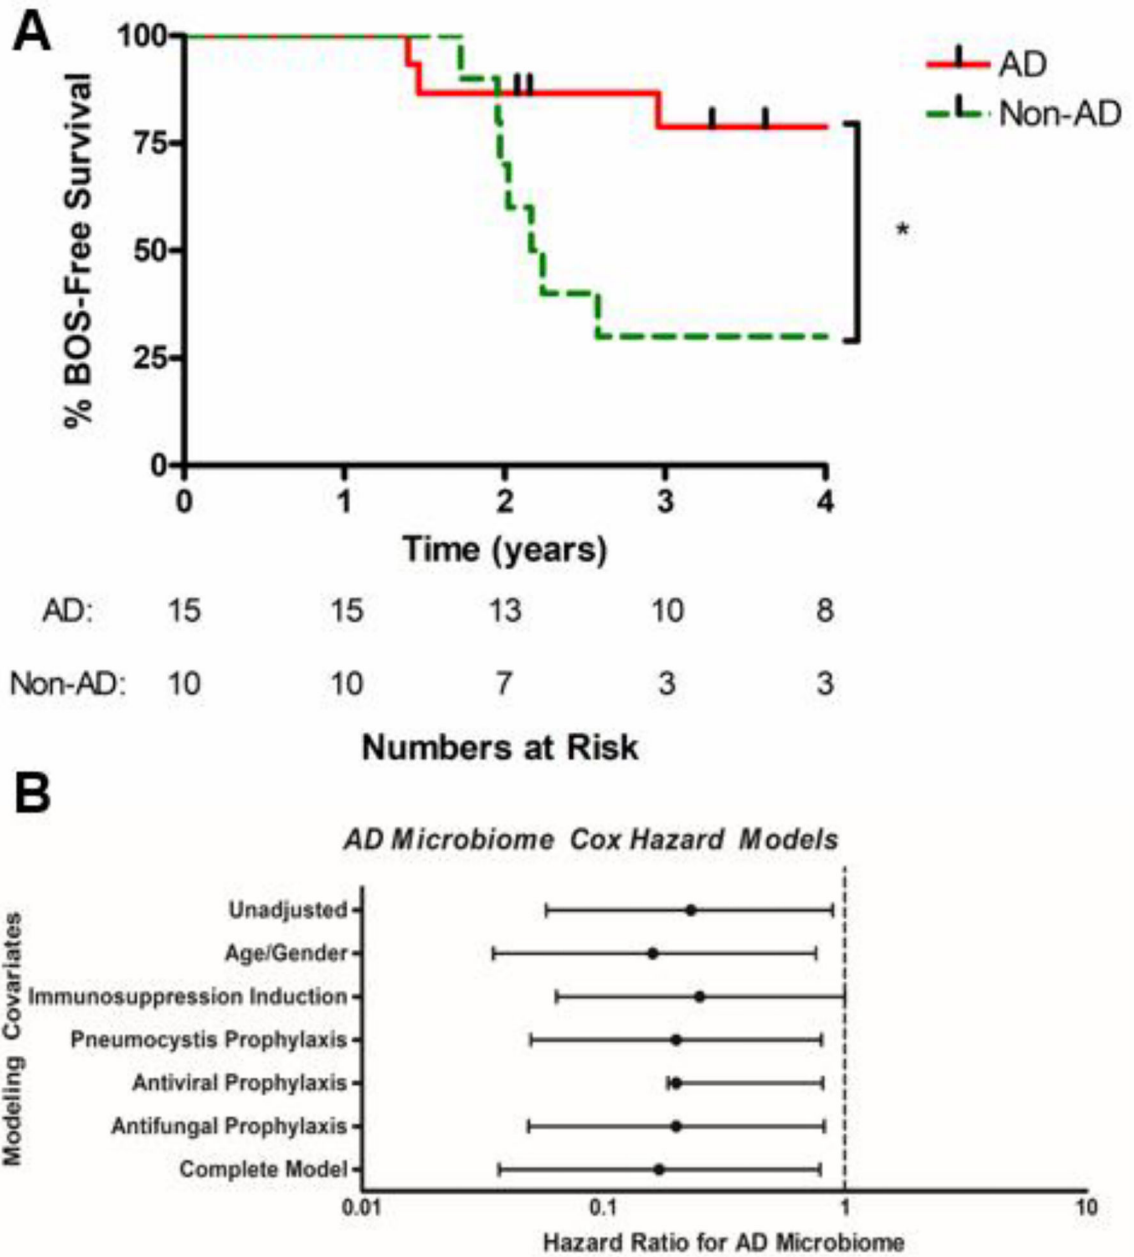 A
% BOS-Free Survival
100
75
50
25
0
0 1 2 3 4
Time (years)
AD
Non-AD
*
AD: 15 15 13 10 8
Non-AD: 10 10 7 3 3
Numbers at Risk
B
AD Microbiome Cox Hazard Models
Modeling Covariates
Unadjusted
Age/Gender
Immunosuppression Induction
Pneumocystis Prophylaxis
Antiviral Prophylaxis
Antifungal Prophylaxis
Complete Model
0.01 0.1 1 10
Hazard Ratio for AD Microbiome